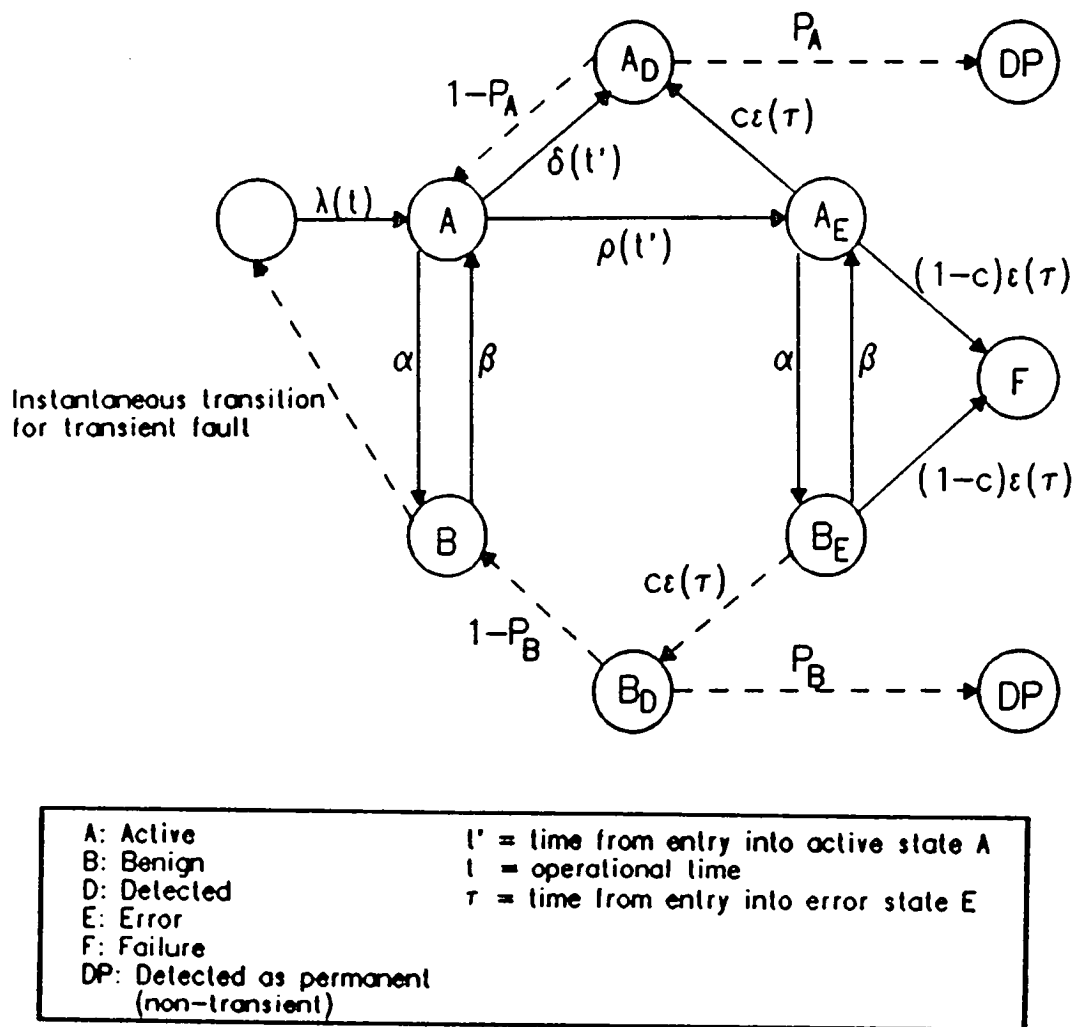 P_A
A_D
DP
1-P_A
cε(τ)
δ(t')
λ(t)
A
A_E
ρ(t')
(1-c)ε(τ)
α
β
α
β
F
Instantaneous transition
for transient fault
(1-c)ε(τ)
B
B_E
cε(τ)
1-P_B
P_B
B_D
DP
A: Active
B: Benign
D: Detected
E: Error
F: Failure
DP: Detected as permanent
(non-transient)
t' = time from entry into active state A
t = operational time
τ = time from entry into error state E